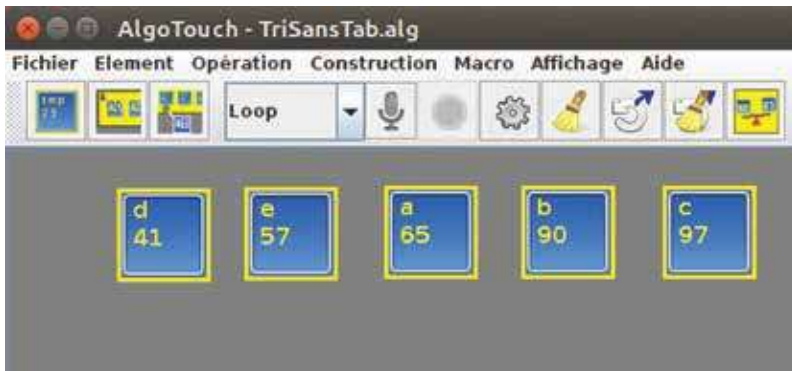 AlgoTouch - TriSansTab.alg
Fichier Element Opération Construction Macro Affichage Aide
Loop
d e a b c
41 57 65 90 97